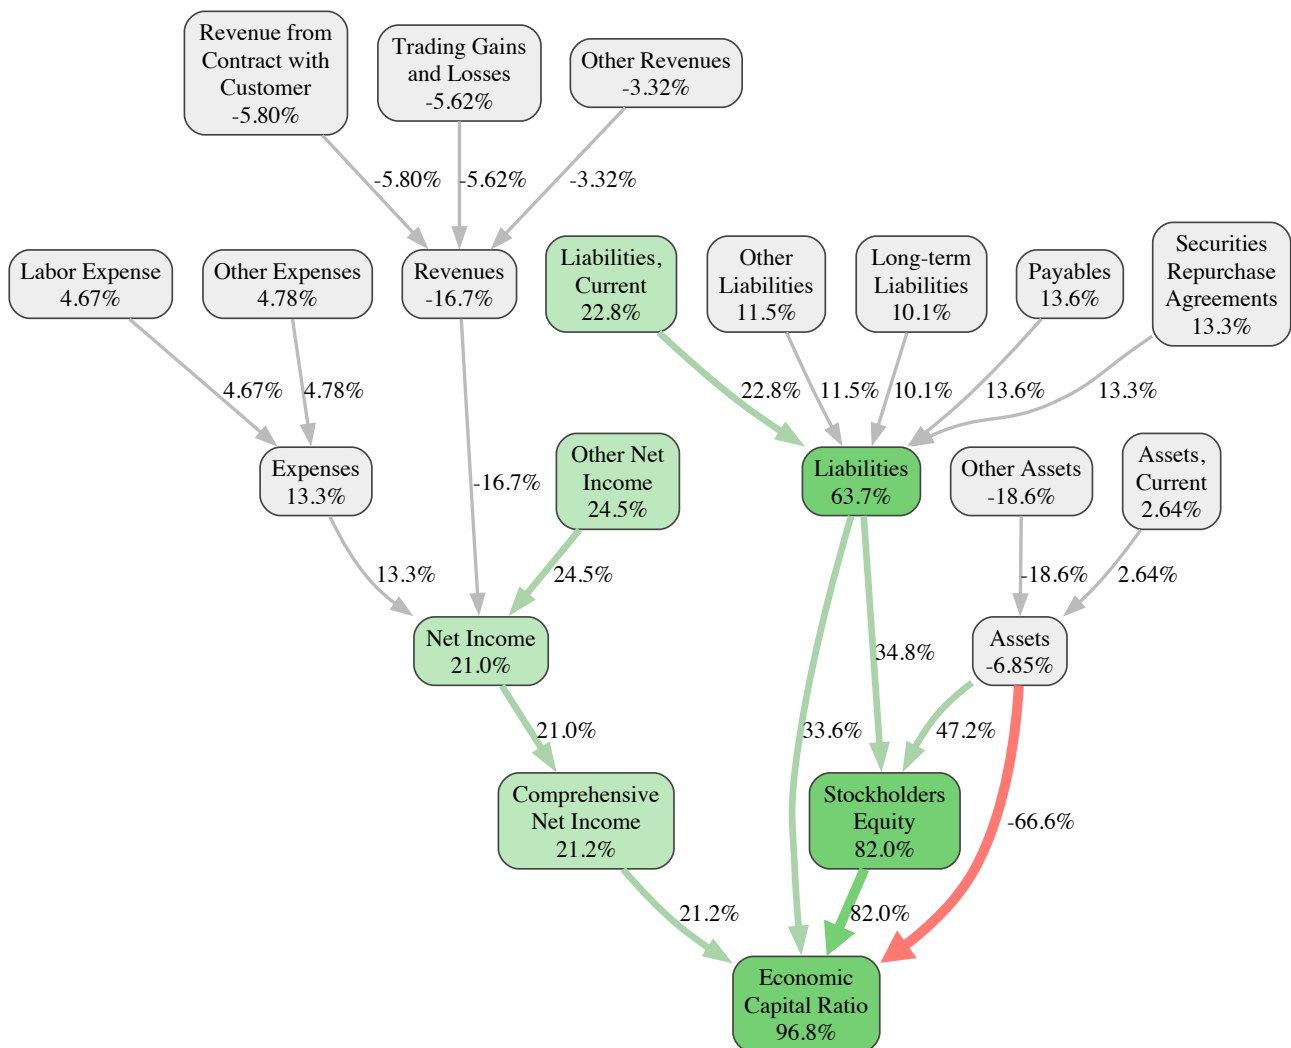 Revenue from
Contract with
Customer
-5.80%
Trading Gains
and Losses
-5.62%
Other Revenues
-3.32%
-5.80%
-5.62%
-3.32%
Labor Expense
4.67%
Other Expenses
4.78%
Revenues
-16.7%
Liabilities,
Current
22.8%
Other
Liabilities
11.5%
Long-term
Liabilities
10.1%
Payables
13.6%
Securities
Repurchase
Agreements
13.3%
4.67%
4.78%
22.8%
11.5%
10.1%
13.6%
13.3%
Expenses
13.3%
-16.7%
Other Net
Income
24.5%
Liabilities
63.7%
Other Assets
-18.6%
Assets,
Current
2.64%
13.3%
24.5%
-18.6%
2.64%
Net Income
21.0%
34.8%
Assets
-6.85%
21.0%
33.6%
47.2%
Comprehensive
Net Income
21.2%
Stockholders
Equity
82.0%
-66.6%
21.2%
82.0%
Economic
Capital Ratio
96.8%